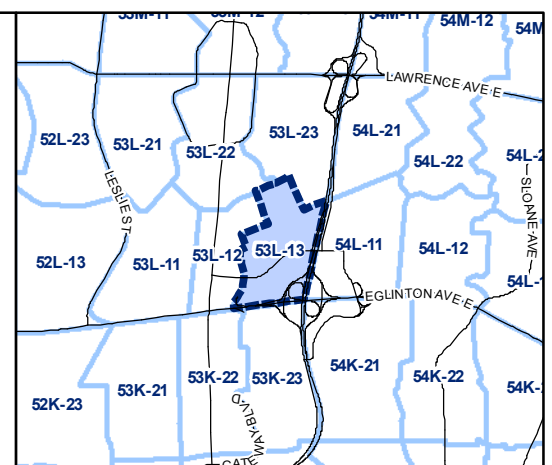 54M-12
LAWRENCE AVE E
52L-23
53L-21
53L-22
53L-23
54L-21
54L-22
LESLIE ST
SLOANE AVE
52L-13
53L-11
53L-12
53L-13
54L-11
54L-12
EGLINTON AVE E
52K-23
53K-21
53K-22
53K-23
54K-21
54K-22